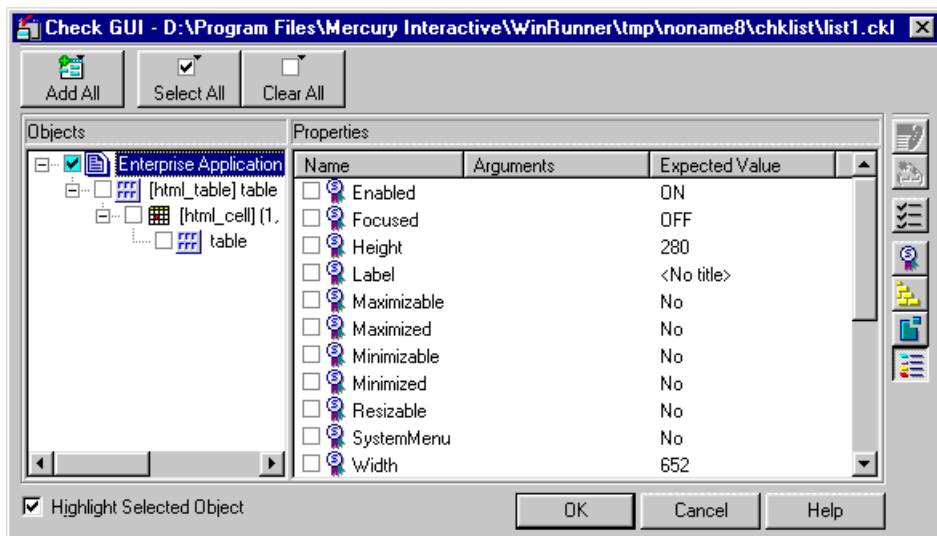 Check GUI - D:\Program Files\Mercury Interactive\WinRunner\tmp\noname8\chklist\list1.ckl
Add All Select All Clear All
Objects Properties
Enterprise Application Name Arguments Expected Value
[html_table] table Enabled ON
[html_cell] (1, Focused OFF
table Height 280
Label <No title>
Maximizable No
Maximized No
Minimizable No
Minimized No
Resizable No
SystemMenu No
Width 652
Highlight Selected Object OK Cancel Help